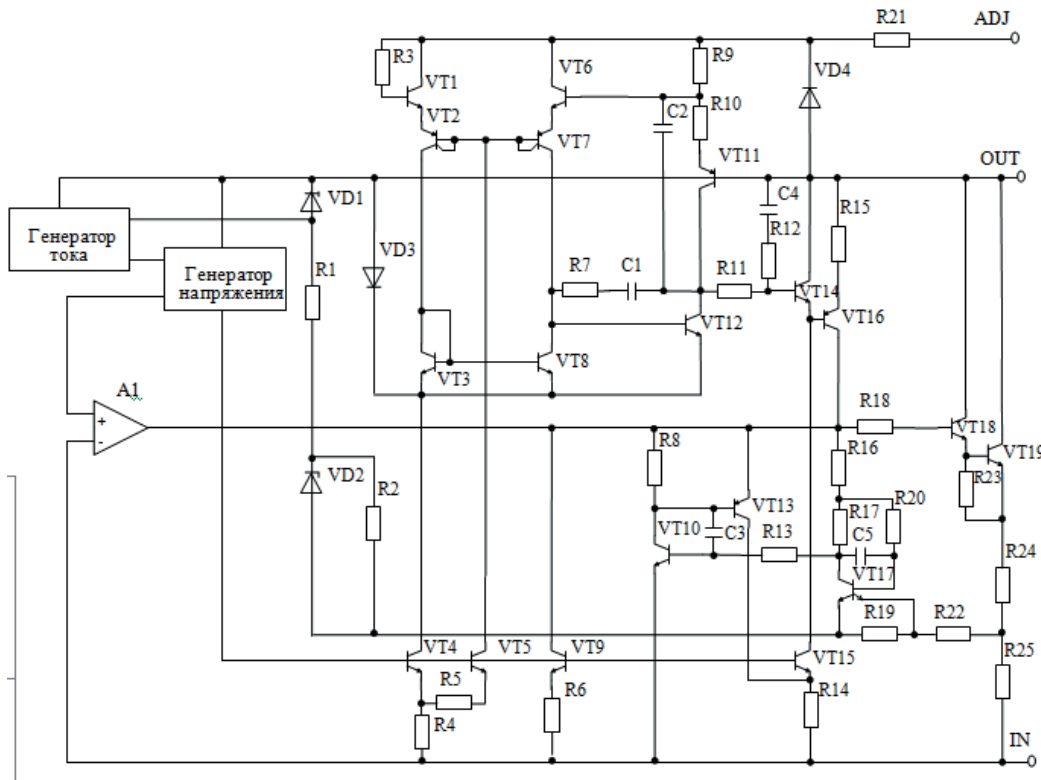 R21
ADJ
R3
VT1
VT6
R9
VD4
VT2
C2
R10
VT7
VT11
OUT
VD1
C4
R15
Генератор
тока
R12
VD3
Генератор
напряжения
R1
R7
C1
R11
VT14
VT16
VT12
VT3
VT8
A1
+
-
R18
VT18
R8
R16
VT19
VD2
R2
R23
R20
VT13
R17
VT10
C3
R13
C5
R24
VT17
R19
R22
VT4
VT5
VT9
VT15
R25
R5
R6
R14
R4
IN